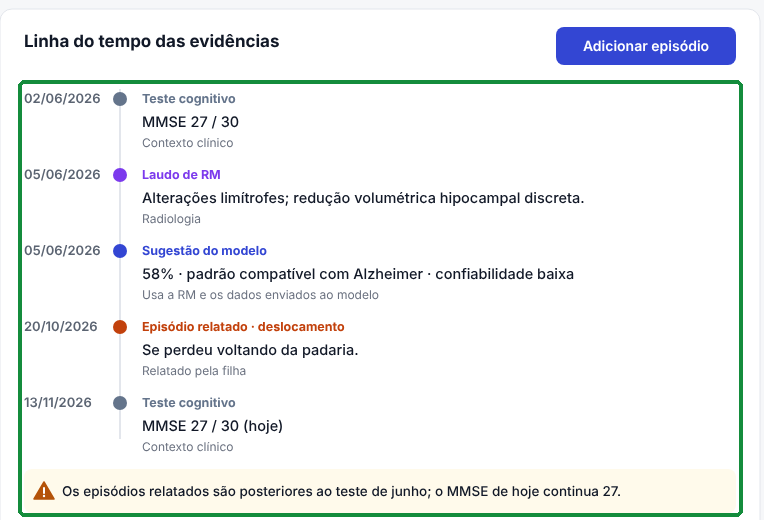 Linha do tempo das evidências
Adicionar episódio
02/06/2026
Teste cognitivo
MMSE 27 / 30
Contexto clínico
05/06/2026
Laudo de RM
Alterações limítrofes; redução volumétrica hipocampal discreta.
Radiologia
05/06/2026
Sugestão do modelo
58% · padrão compatível com Alzheimer · confiabilidade baixa
Usa a RM e os dados enviados ao modelo
20/10/2026
Episódio relatado · deslocamento
Se perdeu voltando da padaria.
Relatado pela filha
13/11/2026
Teste cognitivo
MMSE 27 / 30 (hoje)
Contexto clínico
Os episódios relatados são posteriores ao teste de junho; o MMSE de hoje continua 27.